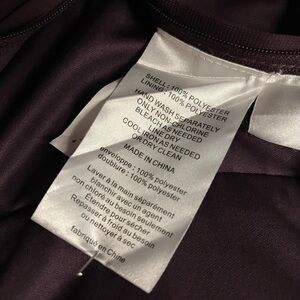 SHELL: 100% POLYESTER
LINING: 100% POLYESTER
HAND WASH SEPARATELY
ONLY NON-CHLORINE
BLEACH AS NEEDED
LINE DRY
COOL IRON AS NEEDED
OR DRY CLEAN
MADE IN CHINA
enveloppe : 100% polyester
doublure : 100% polyester
Laver à la main séparément
blanchir avec un agent
non chloré au besoin seulement
Étendre pour sécher
Repasser à froid au besoin
ou nettoyer à sec
fabriqué en Chine